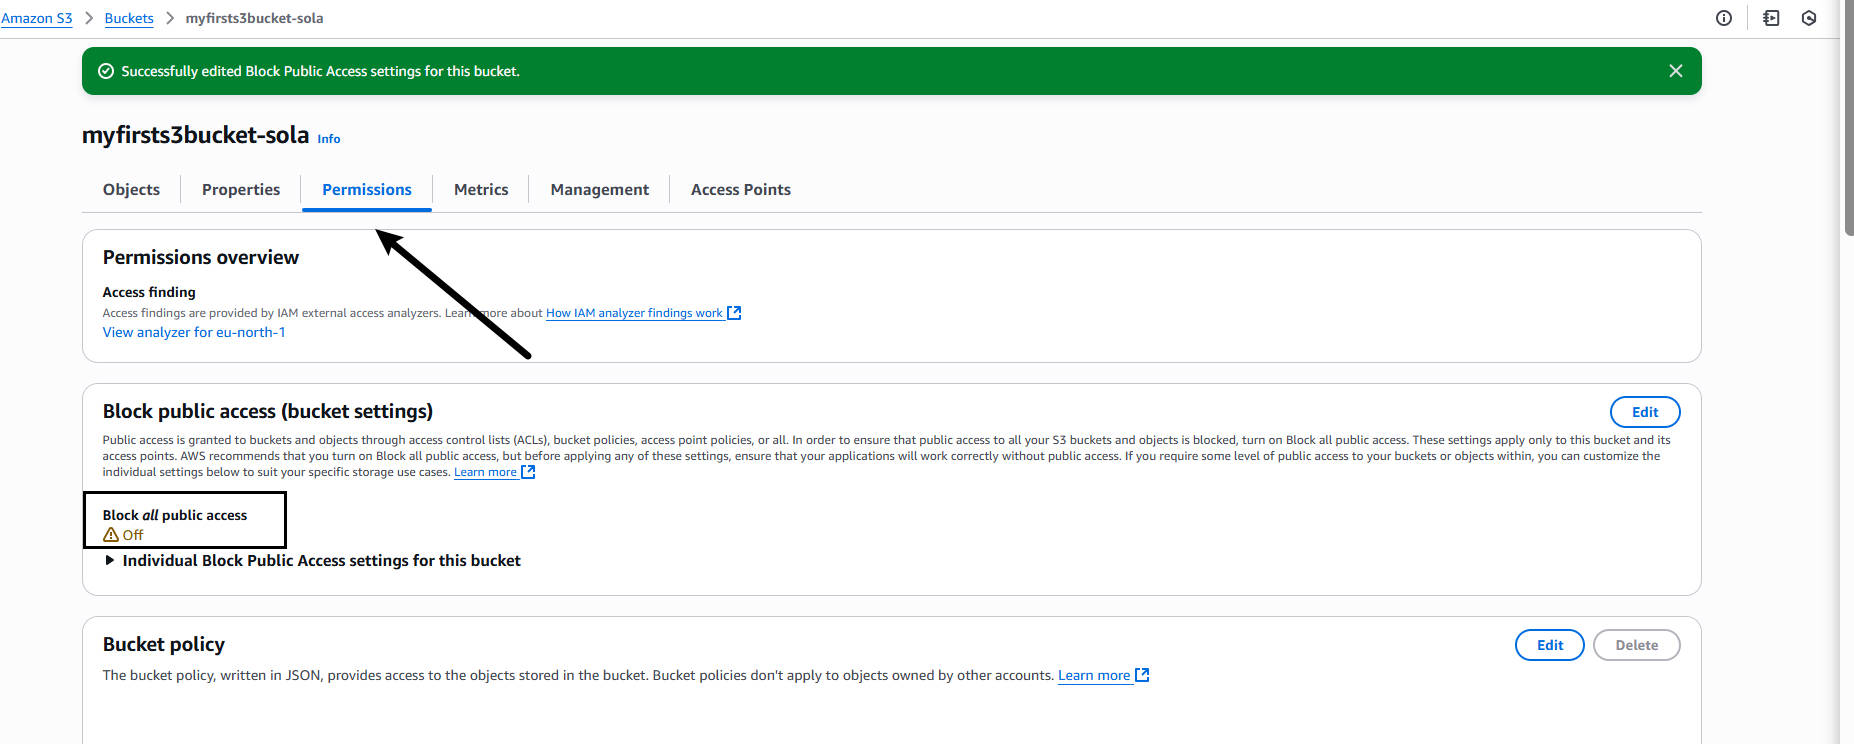 Amazon S3 > Buckets > myfirsts3bucket-sola
Successfully edited Block Public Access settings for this bucket.
myfirsts3bucket-sola Info
Objects Properties Permissions Metrics Management Access Points
Permissions overview
Access finding
Access findings are provided by IAM external access analyzers. Learn more about How IAM analyzer findings work
View analyzer for eu-north-1
Block public access (bucket settings)
Edit
Public access is granted to buckets and objects through access control lists (ACLs), bucket policies, access point policies, or all. In order to ensure that public access to all your S3 buckets and objects is blocked, turn on Block all public access. These settings apply only to this bucket and its
access points. AWS recommends that you turn on Block all public access, but before applying any of these settings, ensure that your applications will work correctly without public access. If you require some level of public access to your buckets or objects within, you can customize the
individual settings below to suit your specific storage use cases. Learn more
Block all public access
Off
Individual Block Public Access settings for this bucket
Bucket policy
Edit Delete
The bucket policy, written in JSON, provides access to the objects stored in the bucket. Bucket policies don't apply to objects owned by other accounts. Learn more